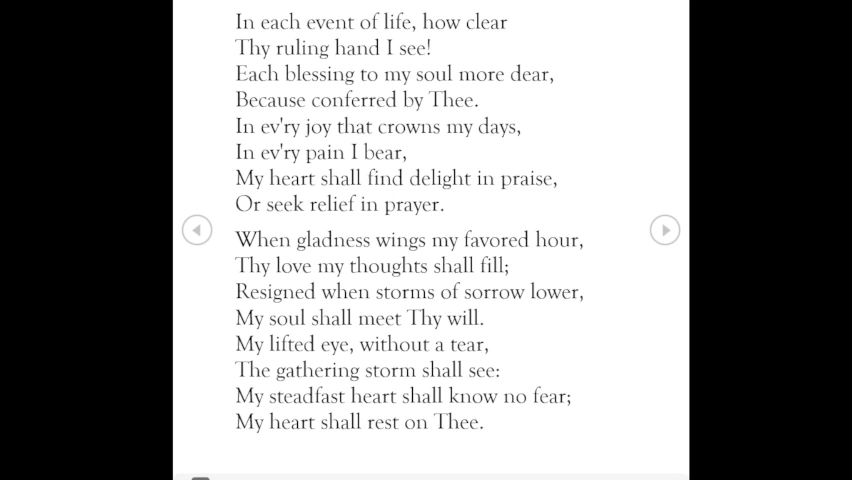 In each event of life, how clear
Thy ruling hand I see!
Each blessing to my soul more dear,
Because conferred by Thee.
In ev'ry joy that crowns my days,
In ev'ry pain I bear,
My heart shall find delight in praise,
Or seek relief in prayer.
When gladness wings my favored hour,
Thy love my thoughts shall fill;
Resigned when storms of sorrow lower,
My soul shall meet Thy will.
My lifted eye, without a tear,
The gathering storm shall see:
My steadfast heart shall know no fear;
My heart shall rest on Thee.